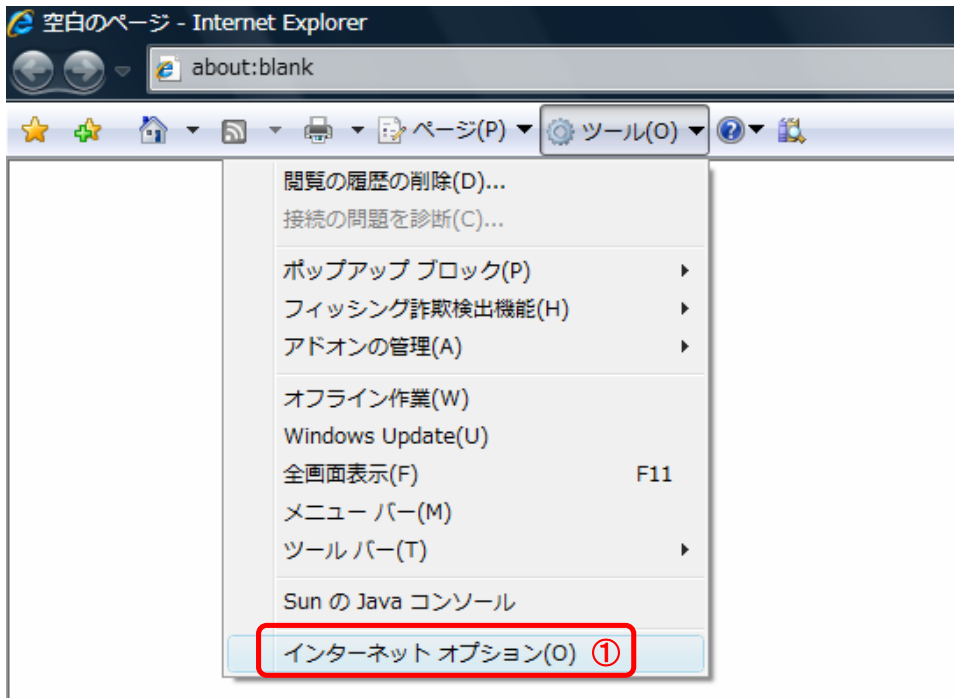 空白のページ - Internet Explorer
about:blank
ページ(P) ツール(O)
閲覧の履歴の削除(D)...
接続の問題を診断(C)...
ポップアップ ブロック(P)
フィッシング詐欺検出機能(H)
アドオンの管理(A)
オフライン作業(W)
Windows Update(U)
全画面表示(F) F11
メニュー バー(M)
ツール バー(T)
Sun の Java コンソール
インターネット オプション(O) ①